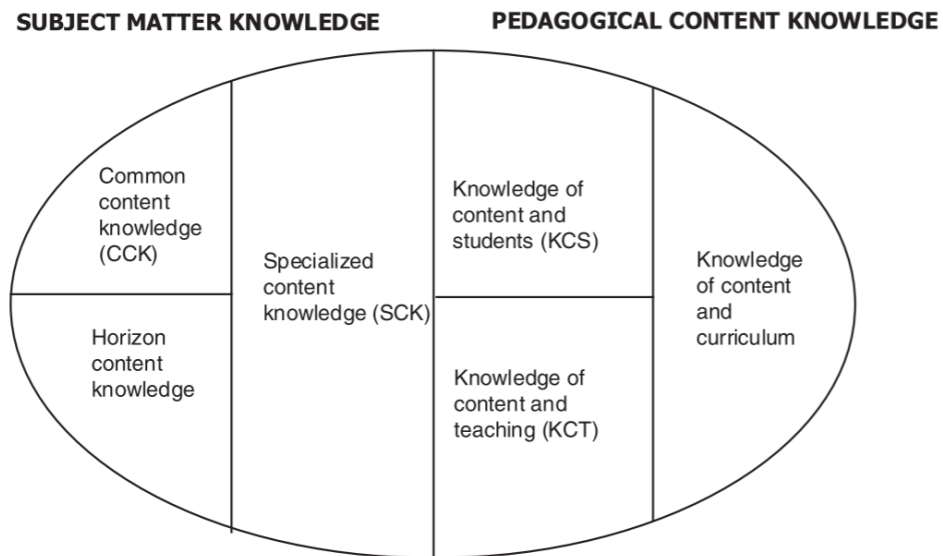 SUBJECT MATTER KNOWLEDGE
PEDAGOGICAL CONTENT KNOWLEDGE
Common
content
knowledge
(CCK)
Horizon
content
knowledge
Specialized
content
knowledge (SCK)
Knowledge of
content and
students (KCS)
Knowledge of
content and
teaching (KCT)
Knowledge
of content
and
curriculum